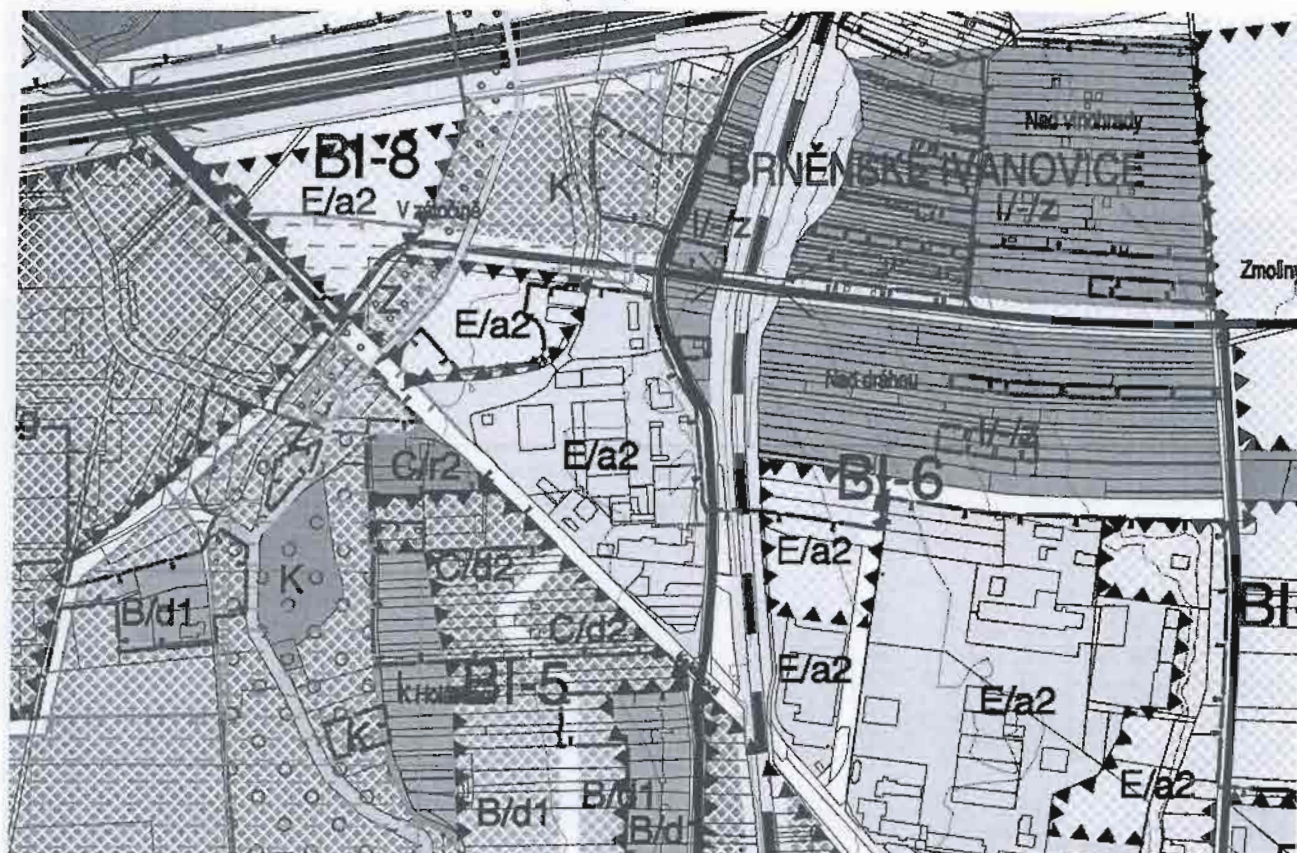 BI-8
E/a2
V zátočině
K
BRNĚNSKÉ IVANOVICE
Nad vinohrady
I/-/z
I/-/z
Zmoliny
Z
E/a2
Nad dráhou
I/-/z
E/a2
BI-6
C/r2
Z
E/a2
C/d2
K
B/d1
C/d2
BI
E/a2
BI-5
E/a2
K
E/a2
B/d1
B/d1
B/d